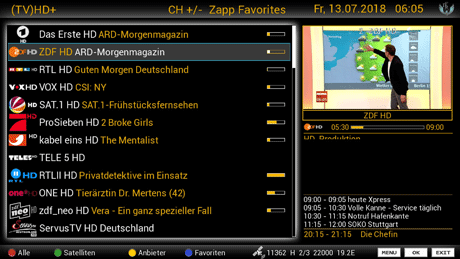 (TV)HD+ CH +/- Zapp Favorites Fr, 13.07.2018 06:05
Das Erste HD ARD-Morgenmagazin
ZDF HD ARD-Morgenmagazin
RTL HD Guten Morgen Deutschland
VOX HD CSI: NY
SAT.1 HD SAT.1-Frühstücksfernsehen
ProSieben HD 2 Broke Girls
kabel eins HD The Mentalist
TELE 5 HD
RTLII HD Privatdetektive im Einsatz
ONE HD Tierärztin Dr. Mertens (42)
zdf_neo HD Vera - Ein ganz spezieller Fall
ServusTV HD Deutschland
ZDF HD
05:30 09:00
HD-Produktion
09:00 - 09:05 heute Xpress
09:05 - 10:30 Volle Kanne - Service täglich
10:30 - 11:15 Notruf Hafenkante
11:15 - 12:00 SOKO Stuttgart
20:15 - 21:15 Die Chefin
Alle Satelliten Anbieter Favoriten 11362 H 2/3 22000 19.2E MENU OK EXIT